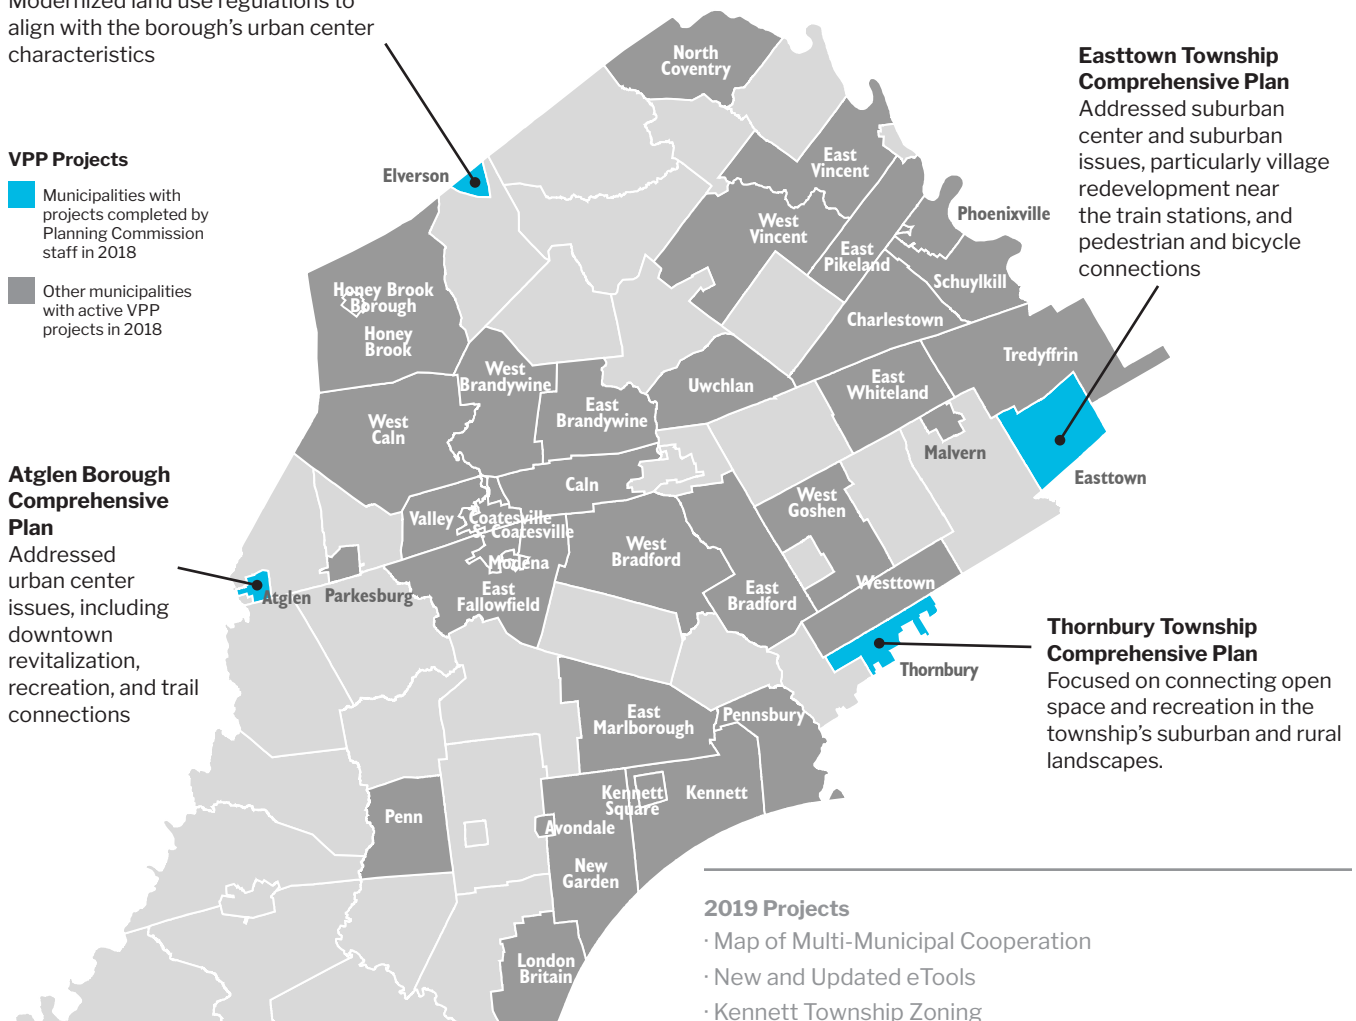 Modernized land use regulations to
align with the borough's urban center
characteristics
VPP Projects
Municipalities with
projects completed by
Planning Commission
staff in 2018
Other municipalities
with active VPP
projects in 2018
Atglen Borough
Comprehensive
Plan
Addressed
urban center
issues, including
downtown
revitalization,
recreation, and trail
connections
Easttown Township
Comprehensive Plan
Addressed suburban
center and suburban
issues, particularly village
redevelopment near
the train stations, and
pedestrian and bicycle
connections
Thornbury Township
Comprehensive Plan
Focused on connecting open
space and recreation in the
township's suburban and rural
landscapes.
North
Coventry
Elverson
East
Vincent
West
Vincent
Phoenixville
East
Pikeland
Schuylkill
Honey Brook
Borough
Honey
Brook
Charlestown
Tredyffrin
West
Brandywine
Uwchlan
East
Whiteland
East
Brandywine
West
Caln
Malvern
Easttown
Caln
West
Goshen
Valley
Coatesville
S. Coatesville
West
Bradford
Modena
Westtown
Atglen
Parkesburg
East
Fallowfield
East
Bradford
Thornbury
East
Marlborough
Pennsbury
Kennett
Square
Kennett
Penn
Avondale
New
Garden
London
Britain
2019 Projects
· Map of Multi-Municipal Cooperation
· New and Updated eTools
· Kennett Township Zoning